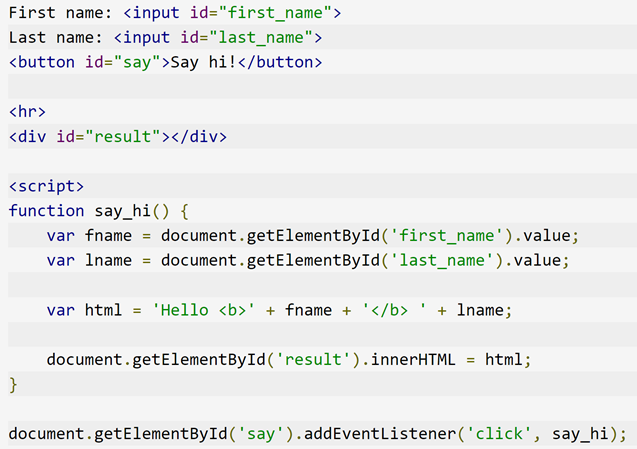 First name: <input id="first_name">
Last name: <input id="last_name">
<button id="say">Say hi!</button>
<hr>
<div id="result"></div>
<script>
function say_hi() {
    var fname = document.getElementById('first_name').value;
    var lname = document.getElementById('last_name').value;
    var html = 'Hello <b>' + fname + '</b> ' + lname;
    document.getElementById('result').innerHTML = html;
}
document.getElementById('say').addEventListener('click', say_hi);